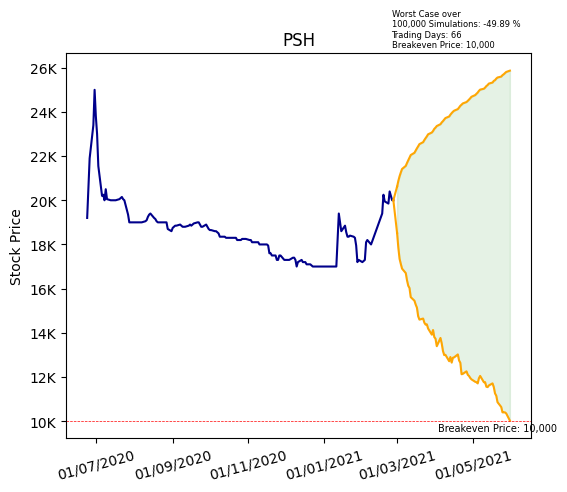 Worst Case over
100,000 Simulations: -49.89 %
Trading Days: 66
Breakeven Price: 10,000
PSH
Stock Price
26K
24K
22K
20K
18K
16K
14K
12K
10K
Breakeven Price: 10,000
01/07/2020
01/09/2020
01/11/2020
01/01/2021
01/03/2021
01/05/2021